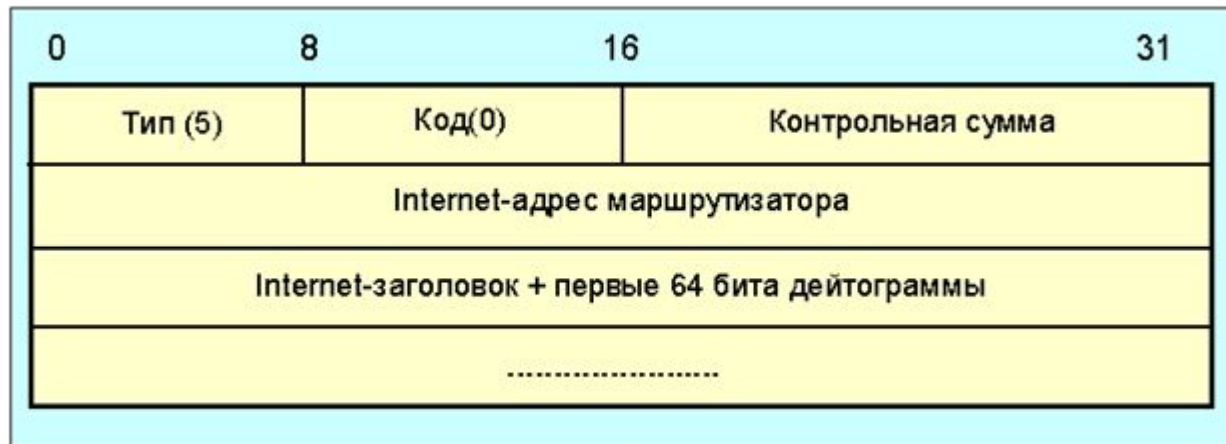 0 8 16 31
Тип (5) Код(0) Контрольная сумма
Internet-адрес маршрутизатора
Internet-заголовок + первые 64 бита дейтограммы
.......................